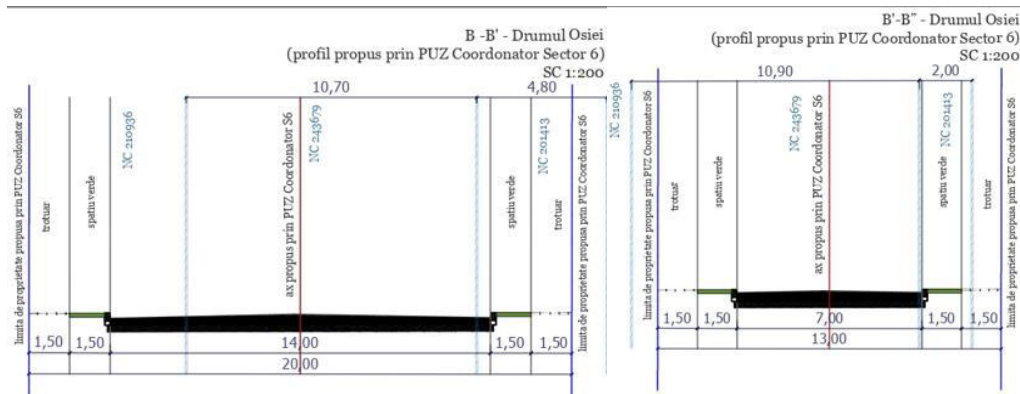 B -B' - Drumul Osiei
(profil propus prin PUZ Coordonator Sector 6)
SC 1:200
10,70
4,80
limita de proprietate propusa prin PUZ Coordonator S6
trotuar
spatiu verde
NC 210936
ax propus prin PUZ Coordonator S6
NC 243679
spatiu verde
NC 201413
trotuar
limita de proprietate propusa prin PUZ Coordonator S6
1,50
1,50
14,00
1,50
1,50
20,00
B'-B" - Drumul Osiei
(profil propus prin PUZ Coordonator Sector 6)
SC 1:200
10,90
2,00
NC 210936
limita de proprietate propusa prin PUZ Coordonator S6
trotuar
spatiu verde
NC 243679
ax propus prin PUZ Coordonator S6
spatiu verde
NC 201413
trotuar
limita de proprietate propusa prin PUZ Coordonator S6
1,50
1,50
7,00
1,50
1,50
13,00